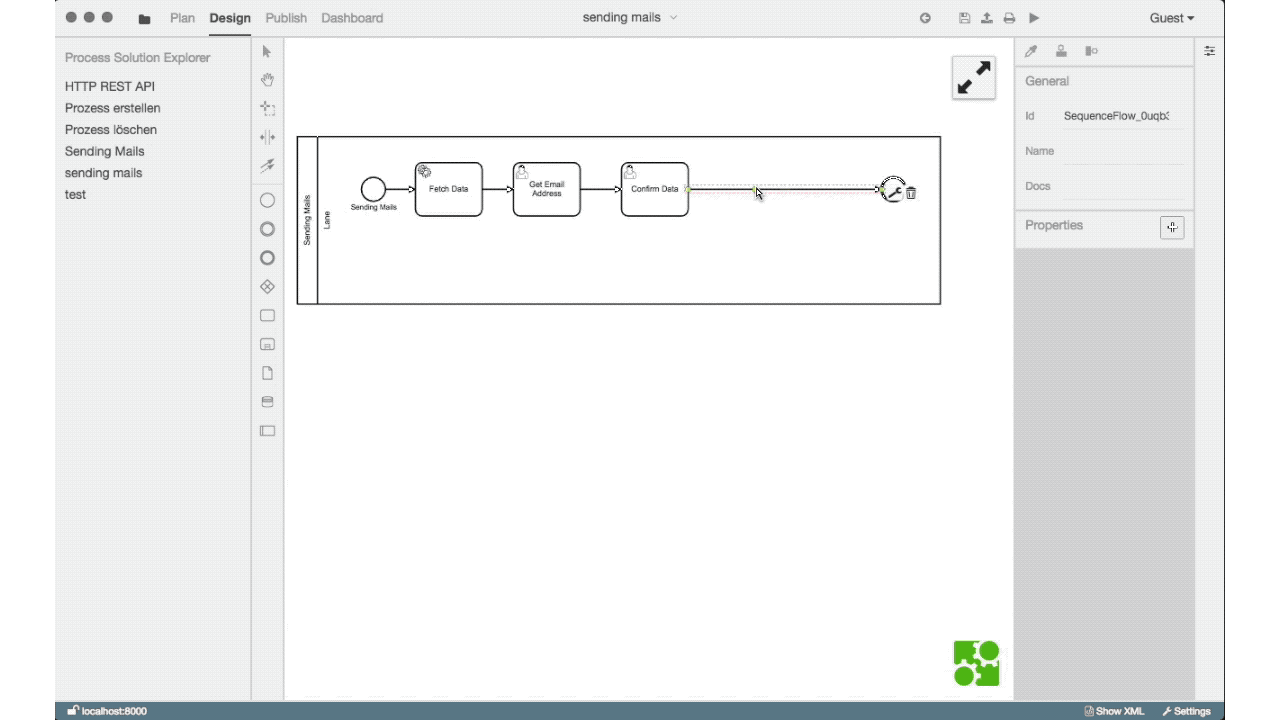 Plan Design Publish Dashboard sending mails Guest
Process Solution Explorer
HTTP REST API
Prozess erstellen
Prozess löschen
Sending Mails
sending mails
test
Sending Mails
Lane
Sending Mails
Fetch Data
Get Email
Address
Confirm Data
General
Id SequenceFlow_0uqb
Name
Docs
Properties
localhost:8000 Show XML Settings